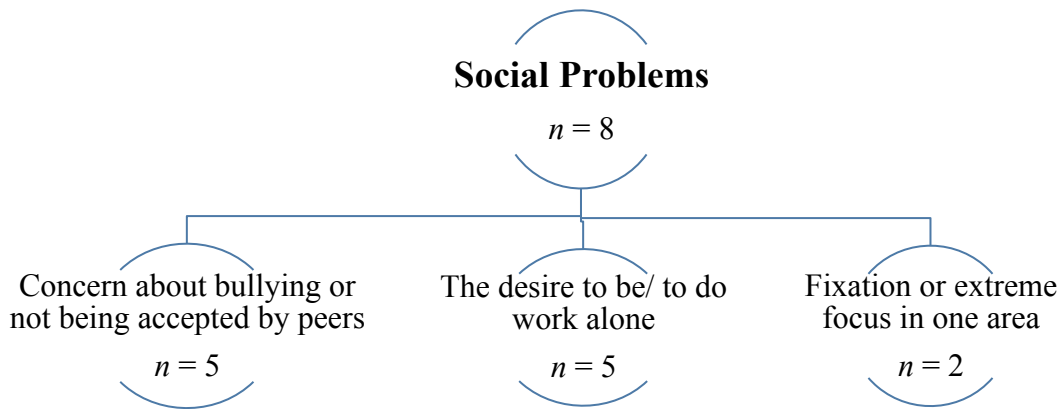 Social Problems
n = 8
Concern about bullying or
not being accepted by peers
n = 5
The desire to be/ to do
work alone
n = 5
Fixation or extreme
focus in one area
n = 2